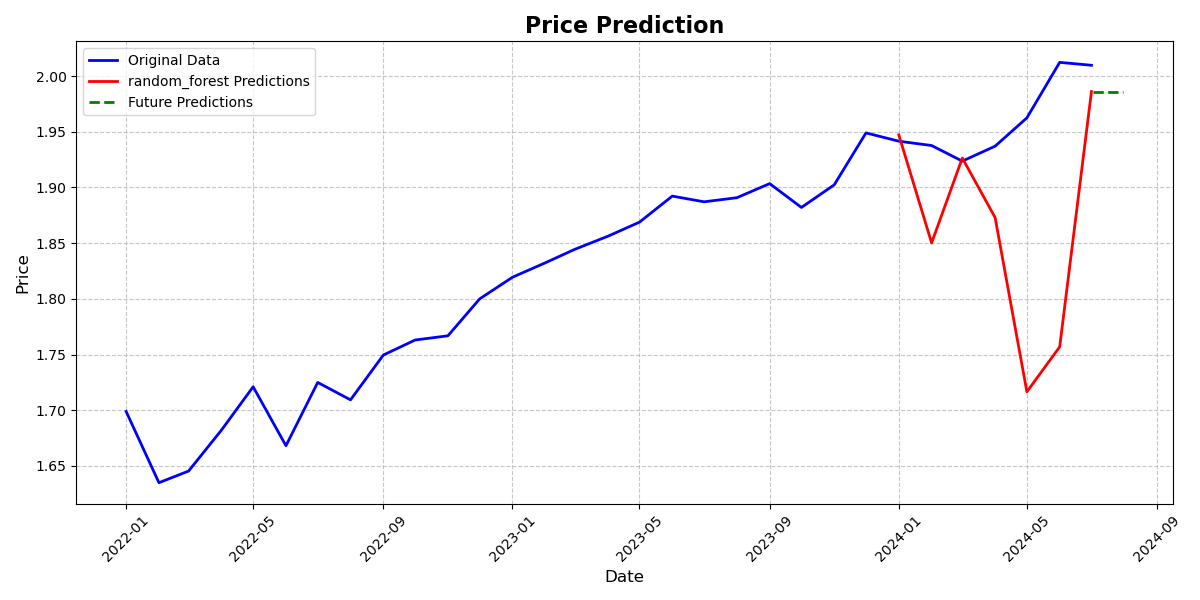 Price Prediction
Original Data
random_forest Predictions
Future Predictions
Price
2.00
1.95
1.90
1.85
1.80
1.75
1.70
1.65
2022-01
2022-05
2022-09
2023-01
2023-05
2023-09
2024-01
2024-05
2024-09
Date